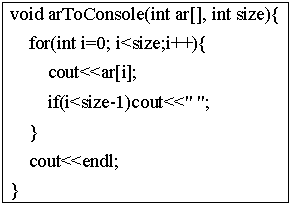 void arToConsole(int ar[], int size){
for(int i=0; i<size;i++){
cout<<ar[i];
if(i<size-1)cout<<" ";
}
cout<<endl;
}